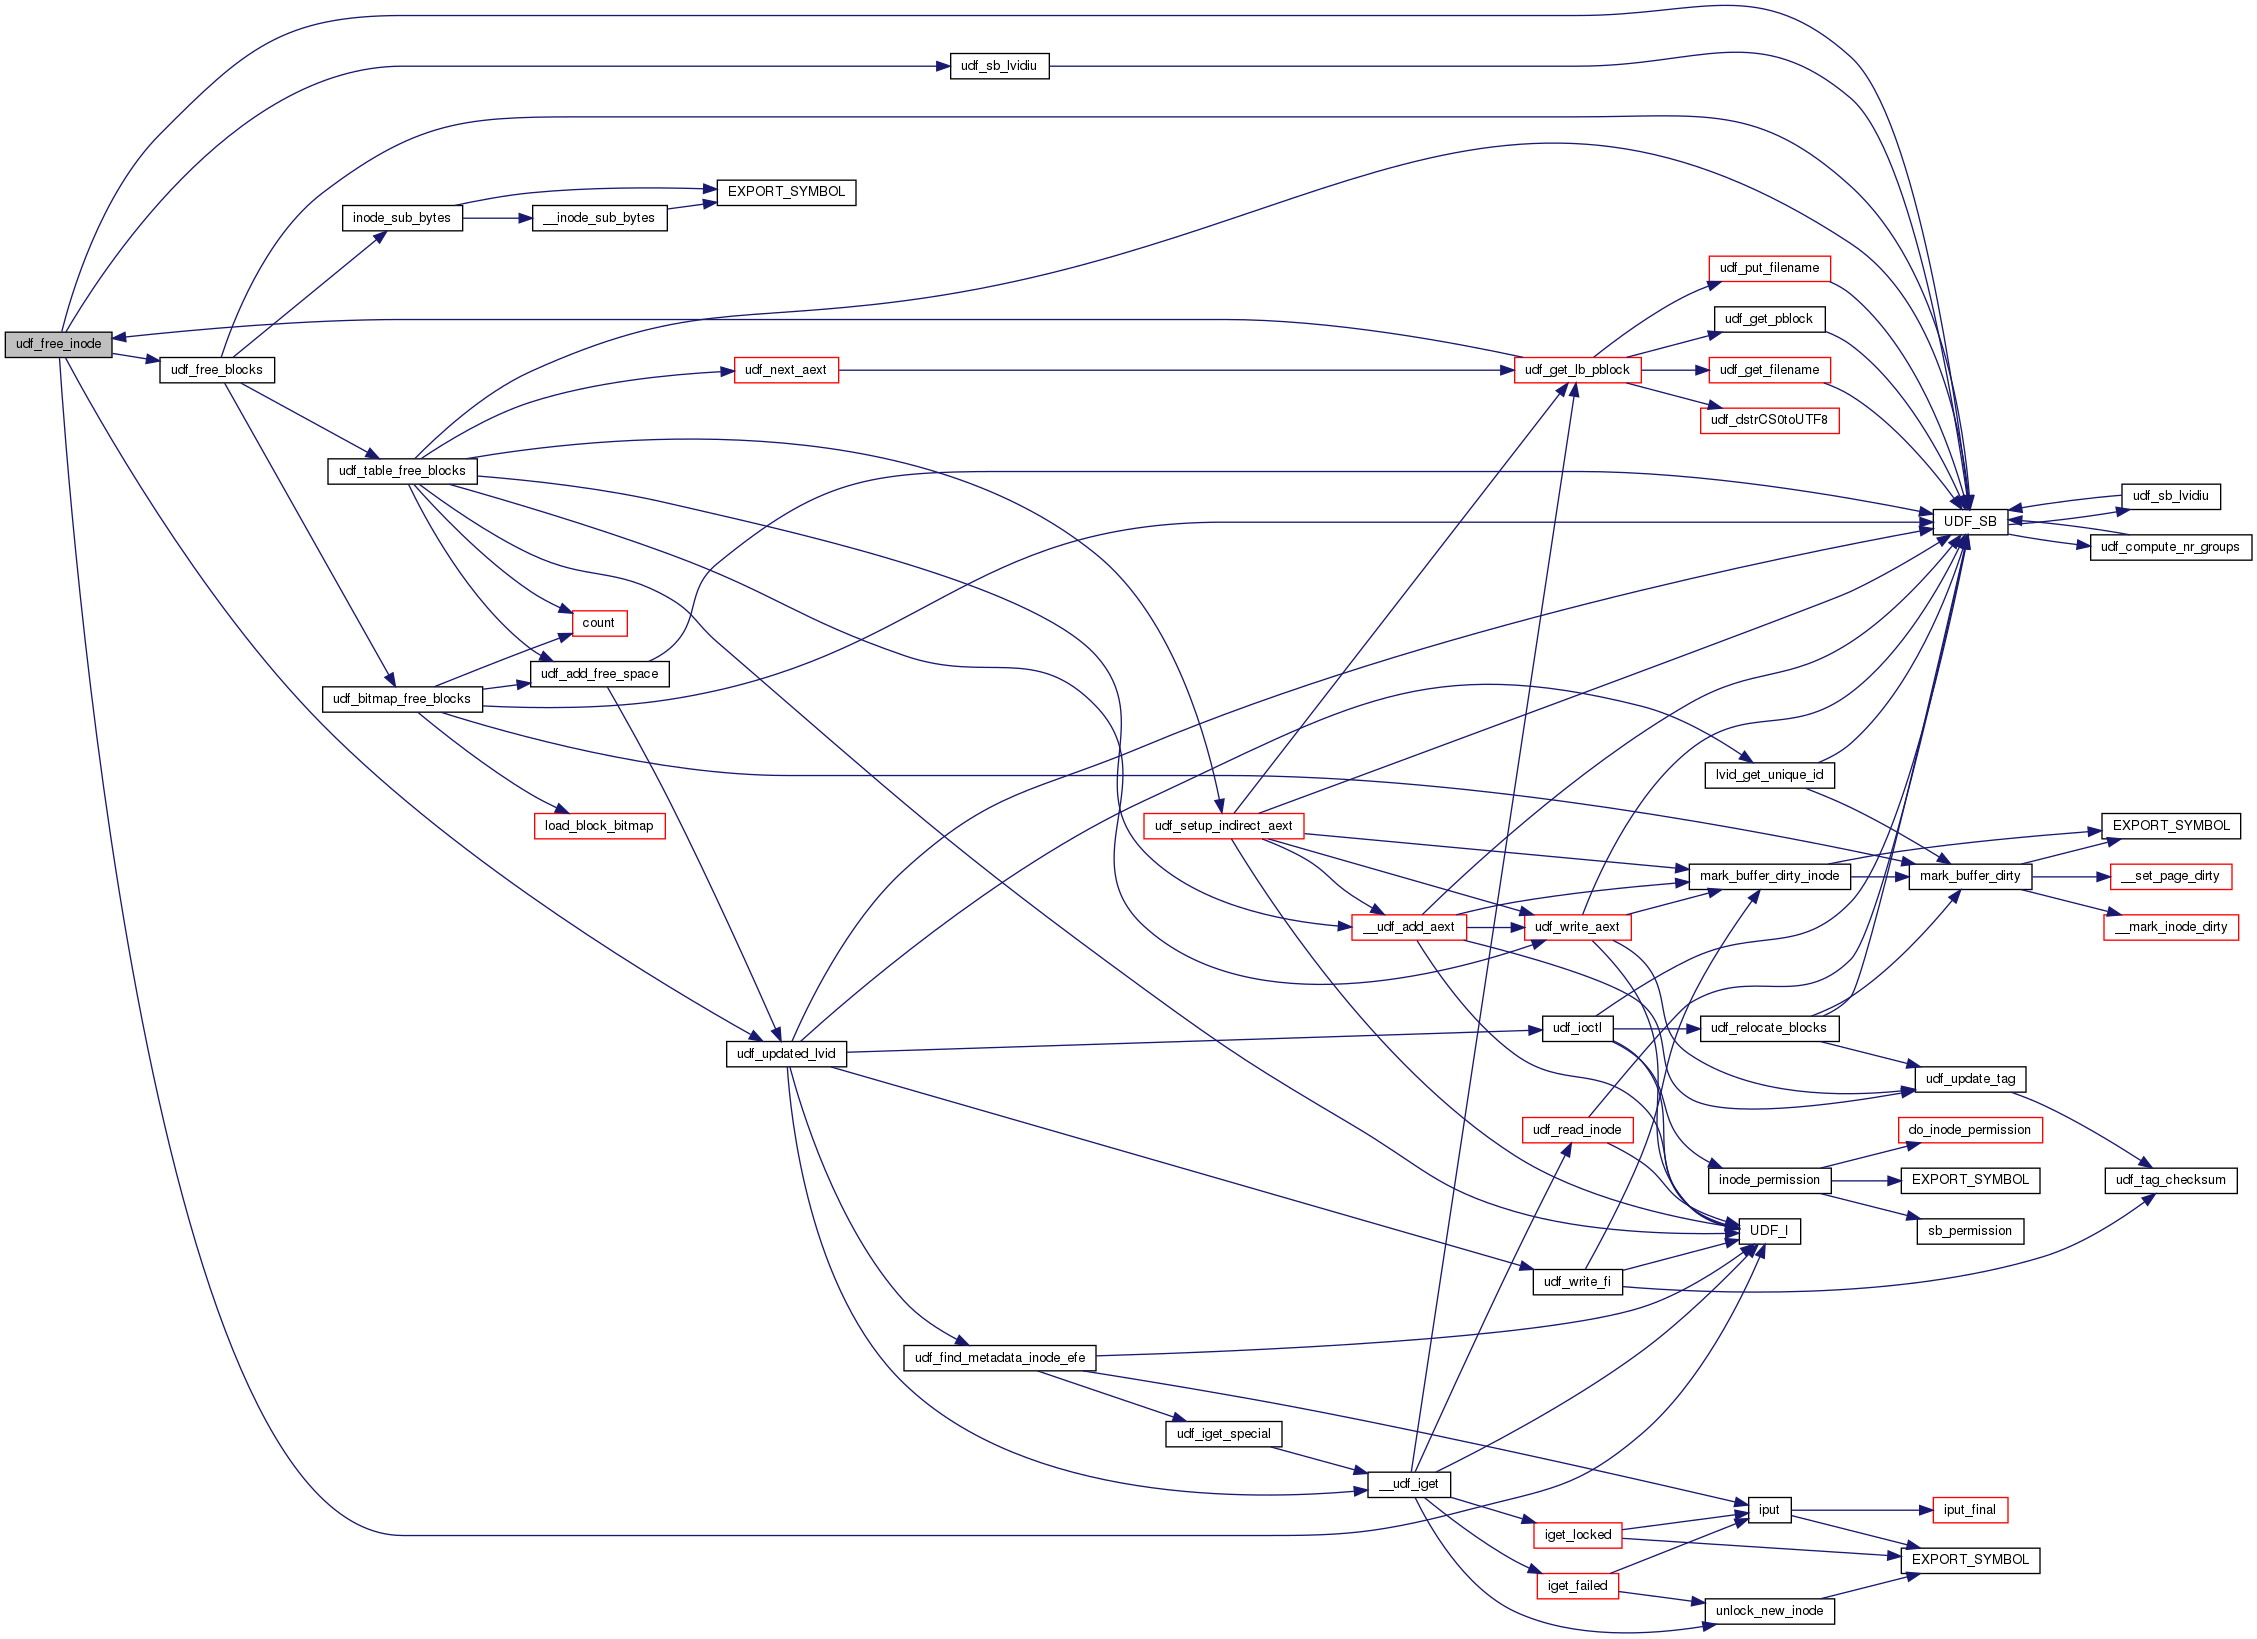 udf_free_inode
udf_free_blocks
inode_sub_bytes
__inode_sub_bytes
EXPORT_SYMBOL
udf_sb_lvidiu
udf_table_free_blocks
udf_next_aext
udf_bitmap_free_blocks
count
udf_add_free_space
load_block_bitmap
udf_updated_lvid
udf_find_metadata_inode_efe
udf_iget_special
udf_setup_indirect_aext
__udf_add_aext
__udf_iget
udf_get_lb_pblock
udf_write_aext
udf_ioctl
udf_read_inode
udf_write_fi
iget_locked
iget_failed
udf_put_filename
udf_get_pblock
udf_get_filename
udf_dstrCS0toUTF8
lvid_get_unique_id
mark_buffer_dirty_inode
udf_relocate_blocks
inode_permission
UDF_I
iput
unlock_new_inode
UDF_SB
mark_buffer_dirty
udf_update_tag
do_inode_permission
EXPORT_SYMBOL
sb_permission
iput_final
EXPORT_SYMBOL
udf_sb_lvidiu
udf_compute_nr_groups
EXPORT_SYMBOL
__set_page_dirty
__mark_inode_dirty
udf_tag_checksum